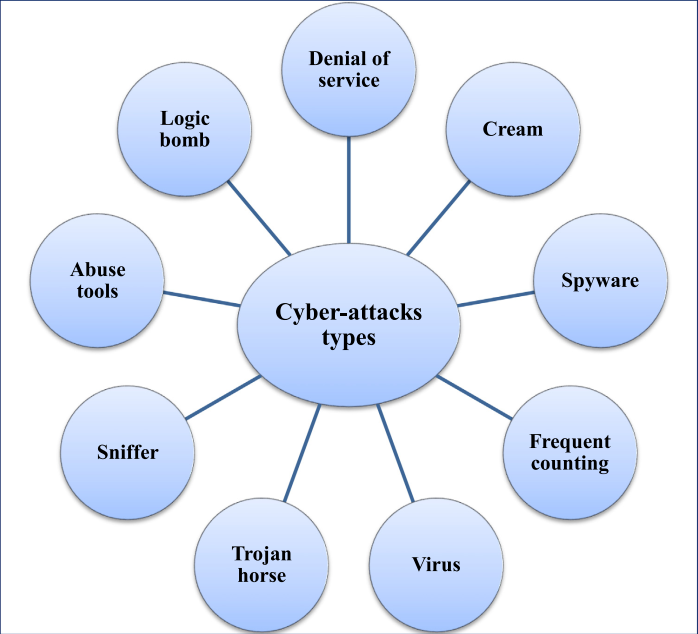 Denial of
service
Cream
Spyware
Frequent
counting
Virus
Trojan
horse
Sniffer
Abuse
tools
Logic
bomb
Cyber-attacks
types